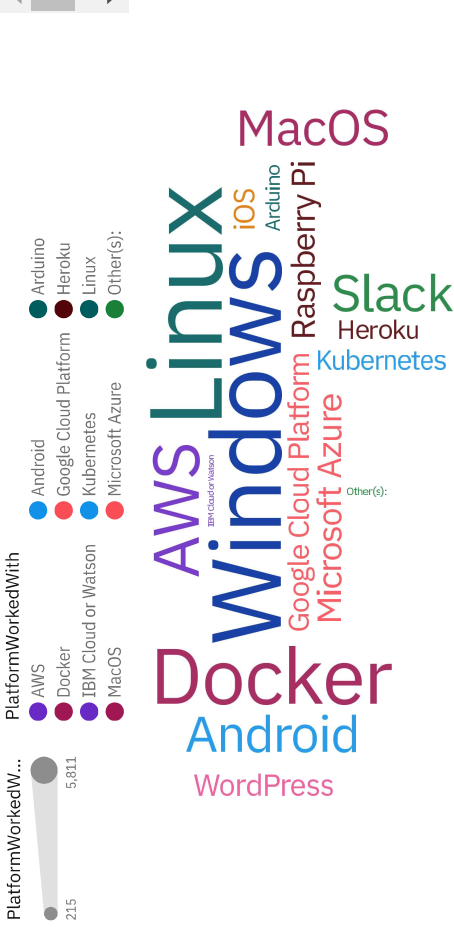 PlatformWorkedW...
215
5,811
PlatformWorkedWith
AWS
Android
Arduino
Docker
Google Cloud Platform
Heroku
IBM Cloud or Watson
Kubernetes
Linux
MacOS
Microsoft Azure
Other(s):
MacOS
Linux
iOS
Arduino
Raspberry Pi
Windows
Slack
Heroku
Kubernetes
AWS
IBM Cloud or Watson
Google Cloud Platform
Microsoft Azure
Other(s):
Docker
Android
WordPress